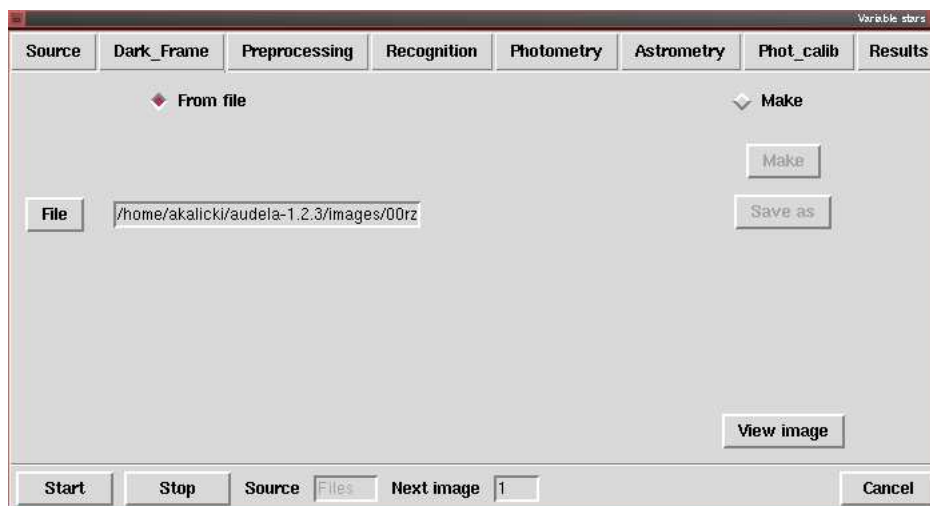 Variable stars
Source Dark_Frame Preprocessing Recognition Photometry Astrometry Phot_calib Results
From file Make
Make
File /home/akalicki/audela-1.2.3/images/00rz Save as
View image
Start Stop Source Files Next image 1 Cancel